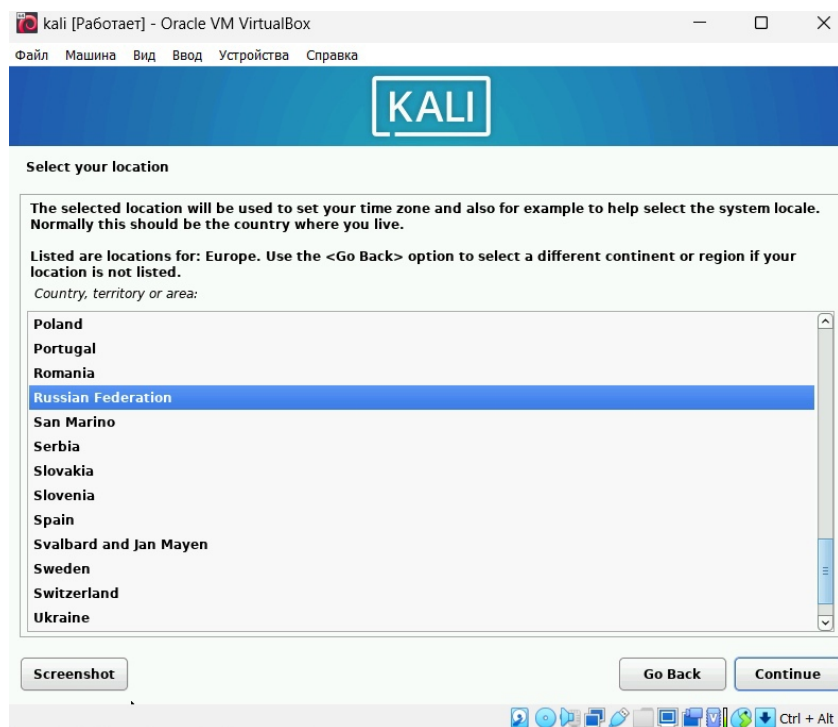 kali [Работает] - Oracle VM VirtualBox
Файл Машина Вид Ввод Устройства Справка
KALI
Select your location
The selected location will be used to set your time zone and also for example to help select the system locale.
Normally this should be the country where you live.
Listed are locations for: Europe. Use the <Go Back> option to select a different continent or region if your
location is not listed.
Country, territory or area:
Poland
Portugal
Romania
Russian Federation
San Marino
Serbia
Slovakia
Slovenia
Spain
Svalbard and Jan Mayen
Sweden
Switzerland
Ukraine
Screenshot Go Back Continue
Ctrl + Alt